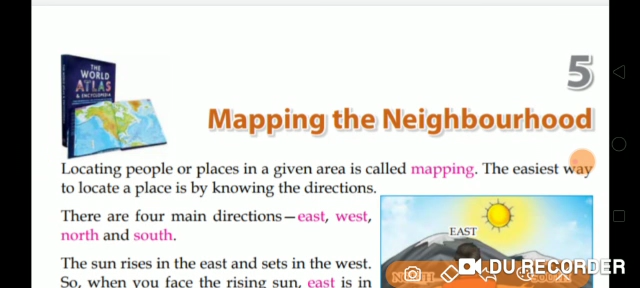 THE
WORLD
ATLAS
& ENCYCLOPEDIA
5
Mapping the Neighbourhood
Locating people or places in a given area is called mapping. The easiest way
to locate a place is by knowing the directions.
There are four main directions—east, west,
north and south.
EAST
The sun rises in the east and sets in the west.
So, when you face the rising sun, east is in
NORTH
SOUTH
DU RECORDER